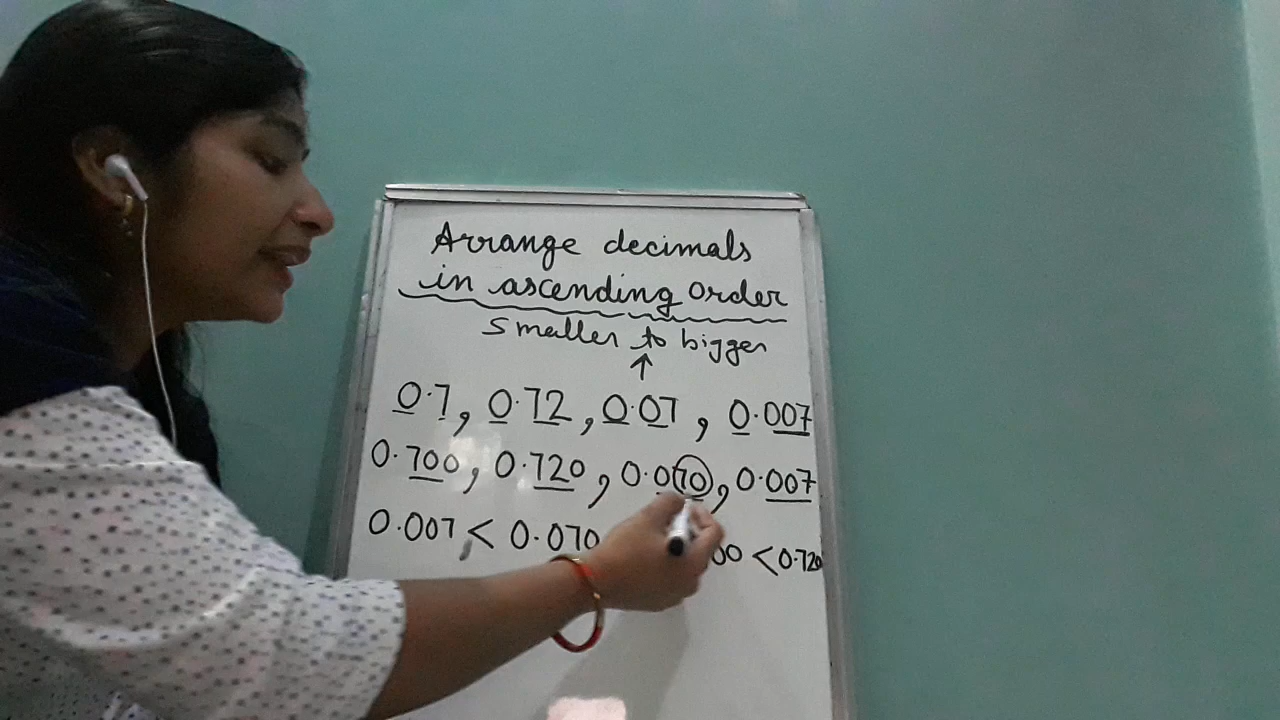 Arrange decimals
in ascending order
smaller to bigger
↑
0.7, 0.72, 0.07, 0.007
0.700, 0.720, 0.070, 0.007
0.007 < 0.070 00 < 0.720